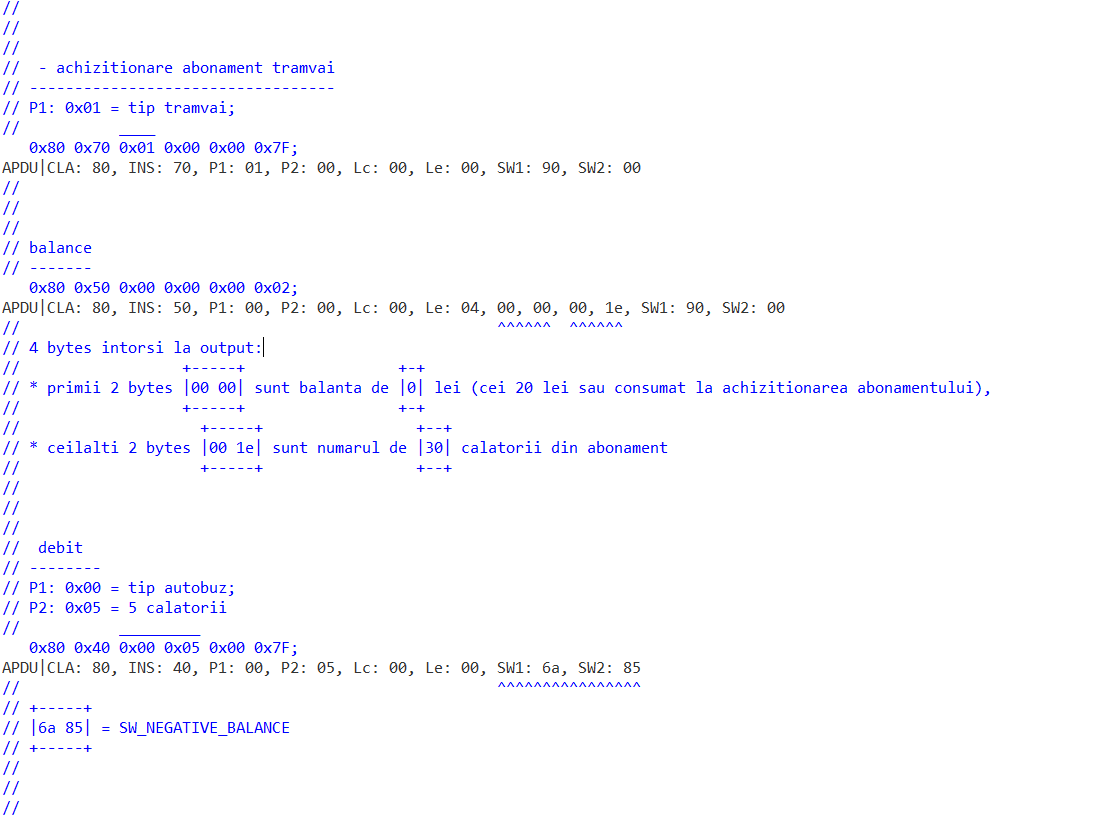 //
//
//
//  - achizitionare abonament tramvai
// ----------------------------------
// P1: 0x01 = tip tramvai;
//           ____
   0x80 0x70 0x01 0x00 0x00 0x7F;
APDU|CLA: 80, INS: 70, P1: 01, P2: 00, Lc: 00, Le: 00, SW1: 90, SW2: 00
//
//
//
// balance
// -------
   0x80 0x50 0x00 0x00 0x00 0x02;
APDU|CLA: 80, INS: 50, P1: 00, P2: 00, Lc: 00, Le: 04, 00, 00, 00, 1e, SW1: 90, SW2: 00
//                                                     ^^^^^^  ^^^^^^
// 4 bytes intorsi la output:
//                  +-----+                 +-+
// * primii 2 bytes |00 00| sunt balanta de |0| lei (cei 20 lei sau consumat la achizitionarea abonamentului),
//                  +-----+                 +-+
//                    +-----+                 +--+
// * ceilalti 2 bytes |00 1e| sunt numarul de |30| calatorii din abonament
//                    +-----+                 +--+
//
//
//
//  debit
// --------
// P1: 0x00 = tip autobuz;
// P2: 0x05 = 5 calatorii
//           _________
   0x80 0x40 0x00 0x05 0x00 0x7F;
APDU|CLA: 80, INS: 40, P1: 00, P2: 05, Lc: 00, Le: 00, SW1: 6a, SW2: 85
//                                                     ^^^^^^^^^^^^^^^^
// +-----+
// |6a 85| = SW_NEGATIVE_BALANCE
// +-----+
//
//
//